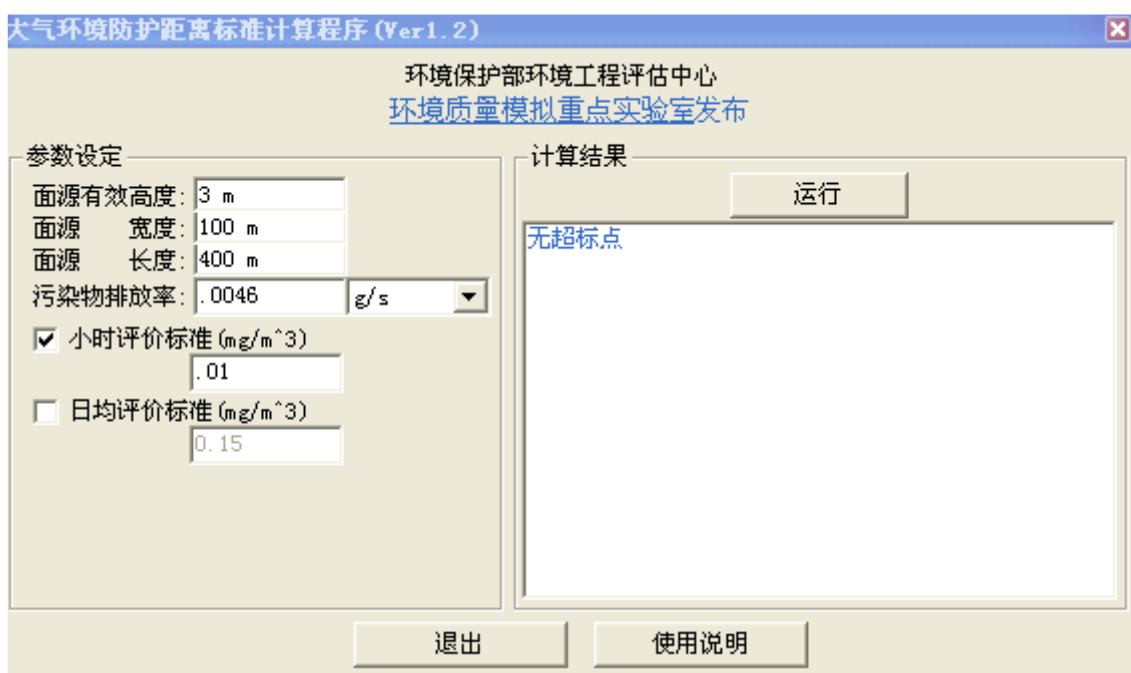 大气环境防护距离标准计算程序(Ver1.2)
环境保护部环境工程评估中心
环境质量模拟重点实验室发布
参数设定
面源有效高度: 3 m
面源 宽度: 100 m
面源 长度: 400 m
污染物排放率: .0046 g/s
小时评价标准(mg/m^3)
.01
日均评价标准(mg/m^3)
0.15
计算结果
运行
无超标点
退出 使用说明